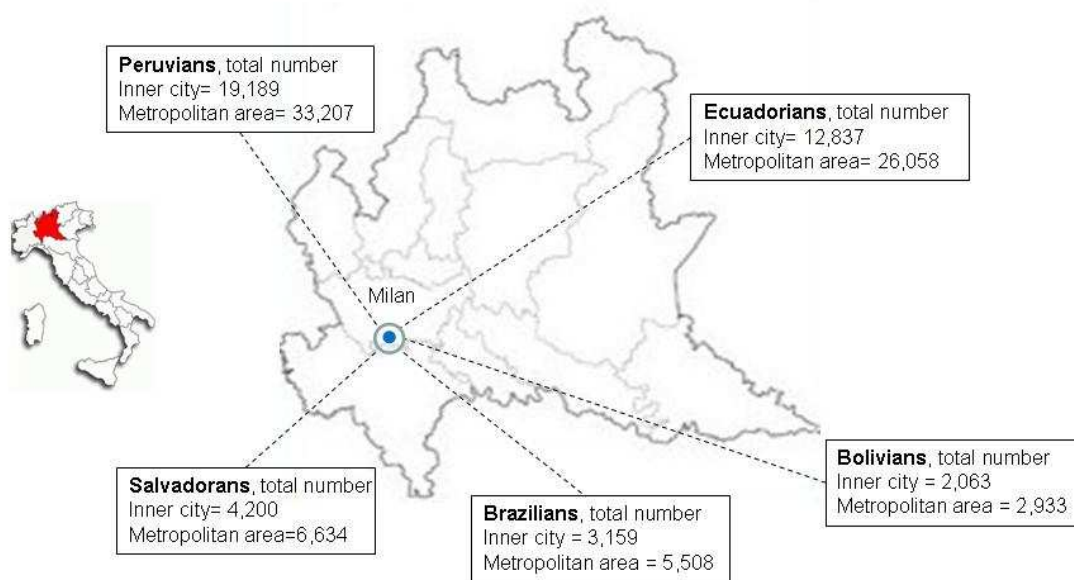 Peruvians, total number
Inner city= 19,189
Metropolitan area= 33,207
Ecuadorians, total number
Inner city= 12,837
Metropolitan area= 26,058
Milan
Bolivians, total number
Inner city = 2,063
Metropolitan area = 2,933
Salvadorans, total number
Inner city= 4,200
Metropolitan area=6,634
Brazilians, total number
Inner city = 3,159
Metropolitan area = 5,508